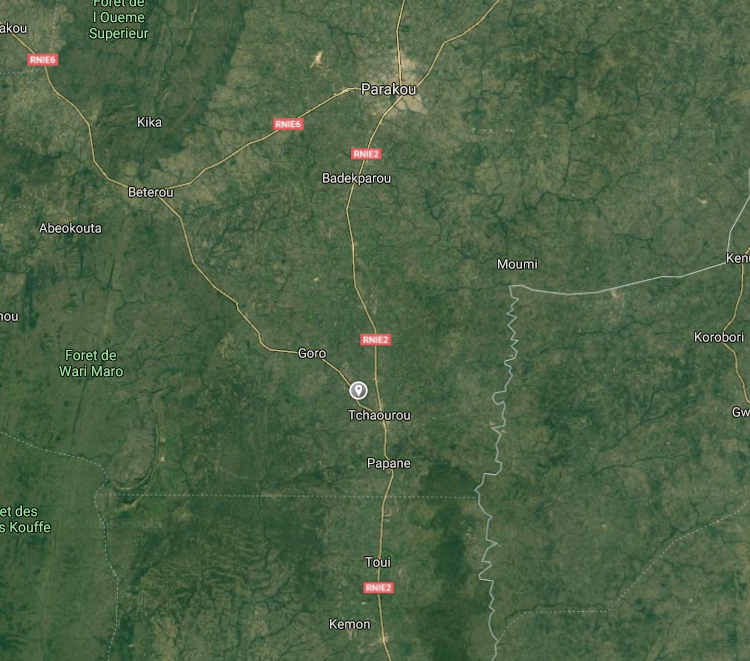 Foret de
l Oueme
Superieur
akou
RNIE6
Parakou
Kika
RNIE6
RNIE2
Badekparou
Beterou
Abeokouta
Moumi
Ken
nou
RNIE2
Korobori
Goro
Foret de
Wari Maro
Tchaourou
Gw
Papane
et des
s Kouffe
Toui
RNIE2
Kemon